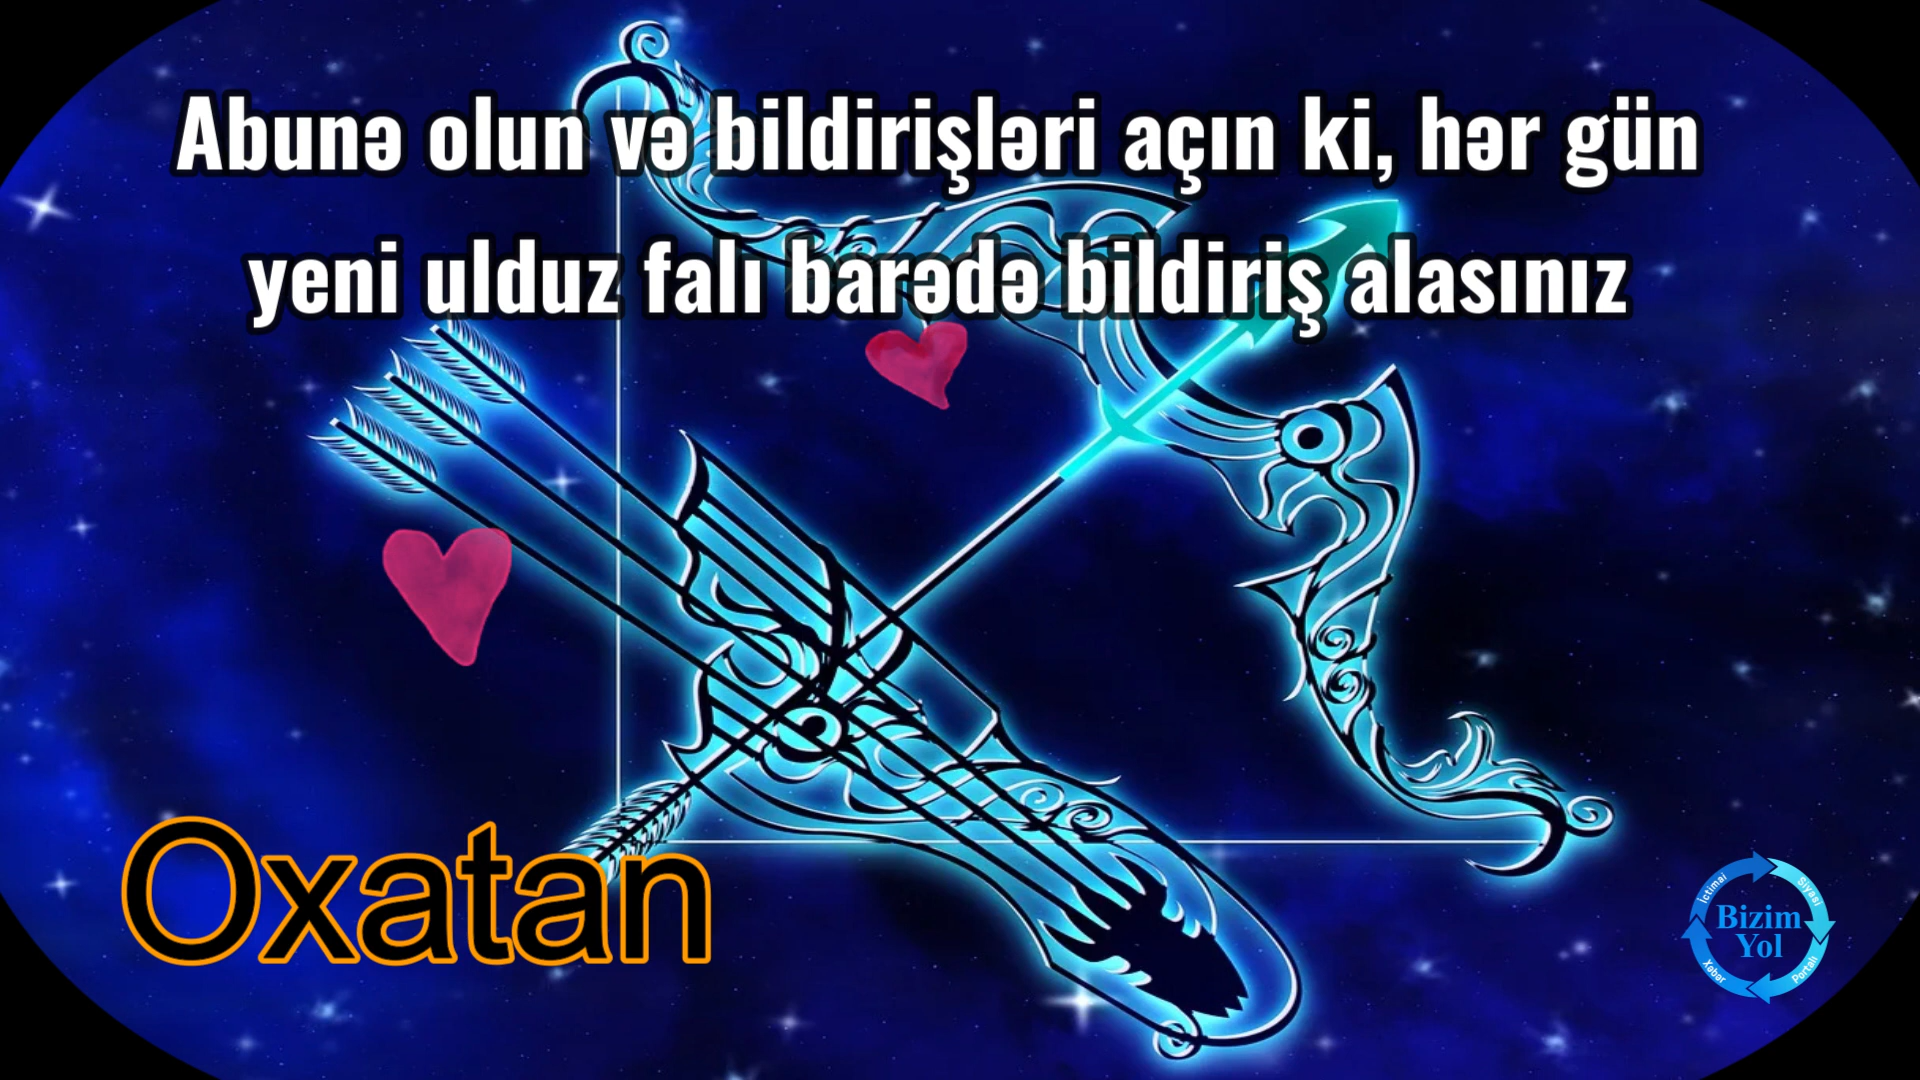 Abunə olun və bildirişləri açın ki, hər gün
yeni ulduz falı barədə bildiriş alasınız
Oxatan
İctimai
Siyasi
Bizim
Yol
Xəbər
Portalı